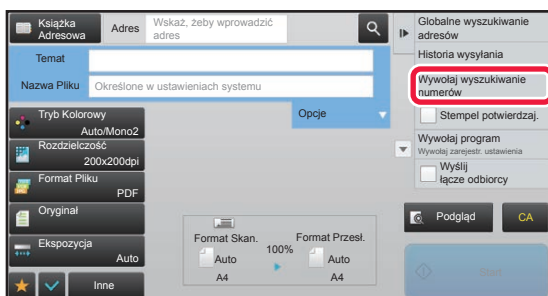 Książka
Adresowa
Adres
Wskaż, żeby wprowadzić
adres
Temat
Nazwa Pliku
Określone w ustawieniach systemu
Opcje
Tryb Kolorowy
Auto/Mono2
Rozdzielczość
200x200dpi
Format Pliku
PDF
Oryginał
Ekspozycja
Auto
Inne
Format Skan.
Auto
A4
100%
Format Przesł.
Auto
A4
Globalne wyszukiwanie
adresów
Historia wysyłania
Wywołaj wyszukiwanie
numerów
Stempel potwierdzaj.
Wywołaj program
Wywołaj zarejestr. ustawienia
Wyślij
łącze odbiorcy
Podgląd
CA
Start